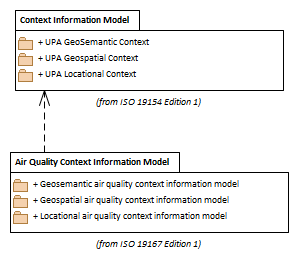 Context Information Model
+ UPA GeoSemantic Context
+ UPA Geospatial Context
+ UPA Locational Context
(from ISO 19154 Edition 1)
Air Quality Context Information Model
+ Geosemantic air quality context information model
+ Geospatial air quality context information model
+ Locational air quality context information model
(from ISO 19167 Edition 1)